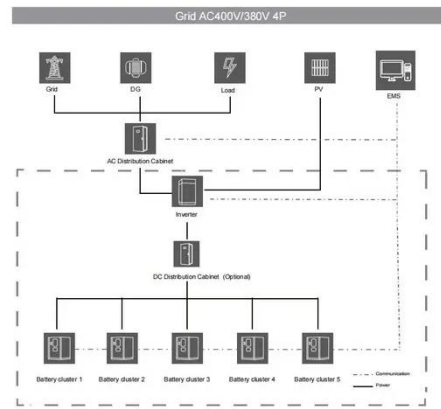 Grid AC400V/380V 4P
Grid DG Load PV EMS
AC Distribution Cabinet
Inverter
DC Distribution Cabinet (Optional)
Battery cluster 1 Battery cluster 2 Battery cluster 3 Battery cluster 4 Battery cluster 5
Communication
Power